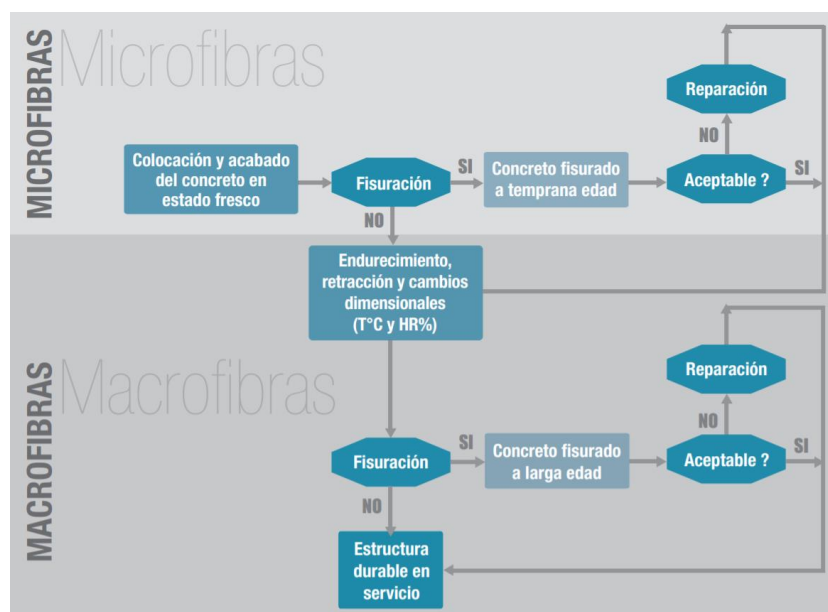 MICROFIBRAS
Microfibras
Reparación
NO
Colocación y acabado
del concreto en
estado fresco
Fisuración
SI
Concreto fisurado
a temprana edad
Aceptable ?
SI
NO
Endurecimiento,
retracción y cambios
dimensionales
(T°C y HR%)
MACROFIBRAS
Macrofibras
Reparación
NO
Fisuración
SI
Concreto fisurado
a larga edad
Aceptable ?
SI
NO
Estructura
durable en
servicio